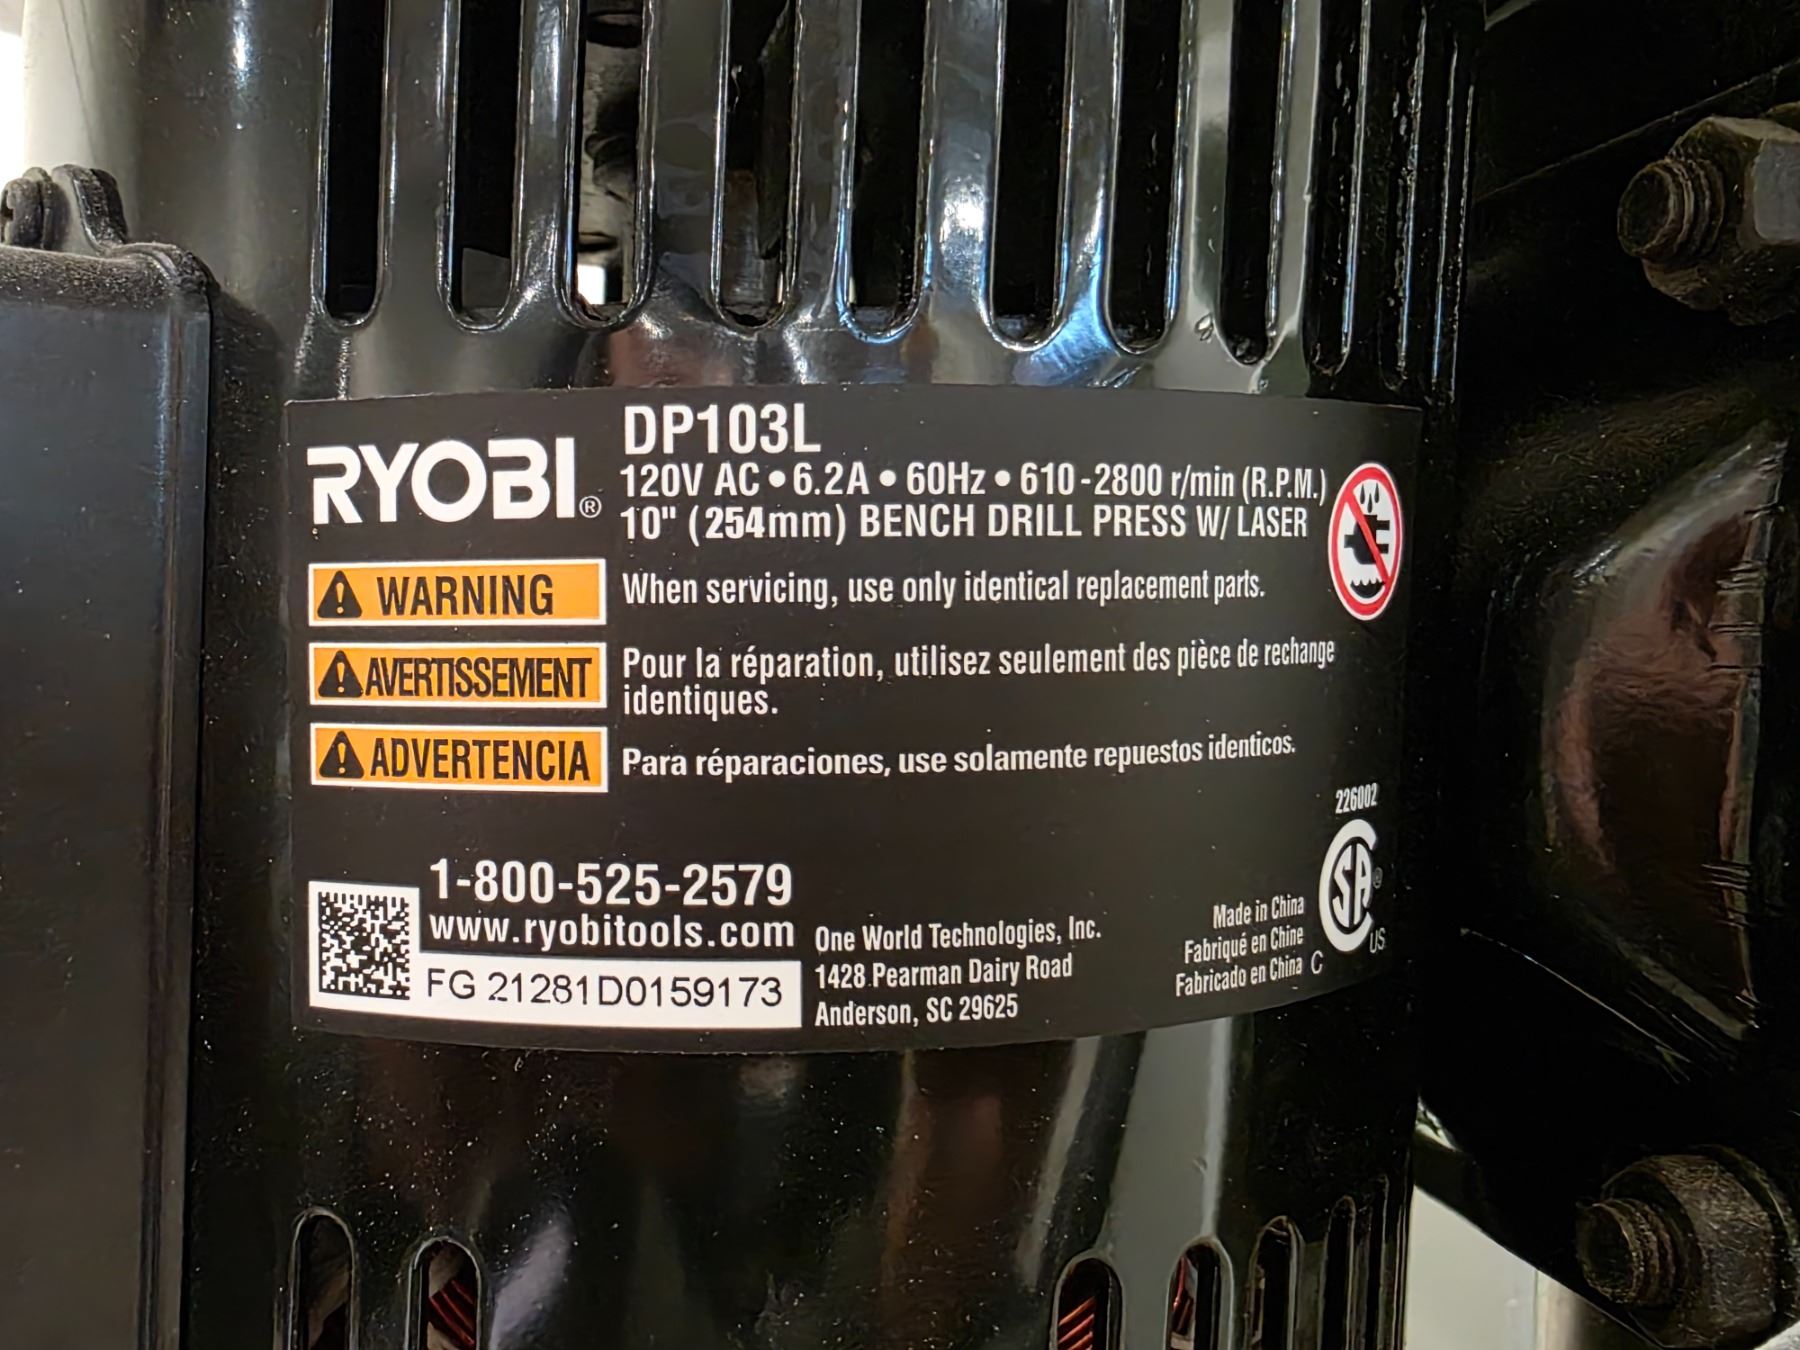 RYOBI®
DP103L
120V AC • 6.2A • 60Hz • 610-2800 r/min (R.P.M.)
10" (254mm) BENCH DRILL PRESS W/ LASER
WARNING
When servicing, use only identical replacement parts.
AVERTISSEMENT
Pour la réparation, utilisez seulement des pièce de rechange
identiques.
ADVERTENCIA
Para réparaciones, use solamente repuestos identicos.
1-800-525-2579
www.ryobitools.com
FG 21281D0159173
One World Technologies, Inc.
1428 Pearman Dairy Road
Anderson, SC 29625
Made in China
Fabriqué en Chine
Fabricado en China
226002
C SA® US